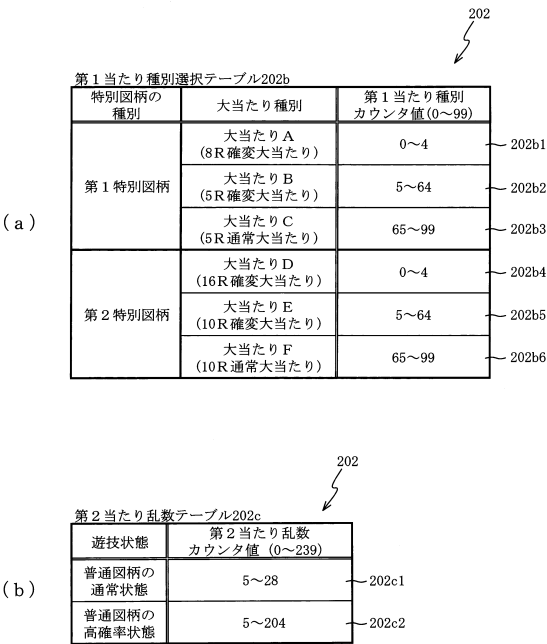 202
第１当たり種別選択テーブル202b
特別図柄の
種別
大当たり種別
第１当たり種別
カウンタ値(0〜99)
(a)
第１特別図柄
大当たりＡ
(8Ｒ確変大当たり)
0〜4
202b1
大当たりＢ
(5Ｒ確変大当たり)
5〜64
202b2
大当たりＣ
(5Ｒ通常大当たり)
65〜99
202b3
第２特別図柄
大当たりＤ
(16Ｒ確変大当たり)
0〜4
202b4
大当たりＥ
(10Ｒ確変大当たり)
5〜64
202b5
大当たりＦ
(10Ｒ通常大当たり)
65〜99
202b6
202
第２当たり乱数テーブル202c
遊技状態
第２当たり乱数
カウンタ値 (0〜239)
(b)
普通図柄の
通常状態
5〜28
202c1
普通図柄の
高確率状態
5〜204
202c2